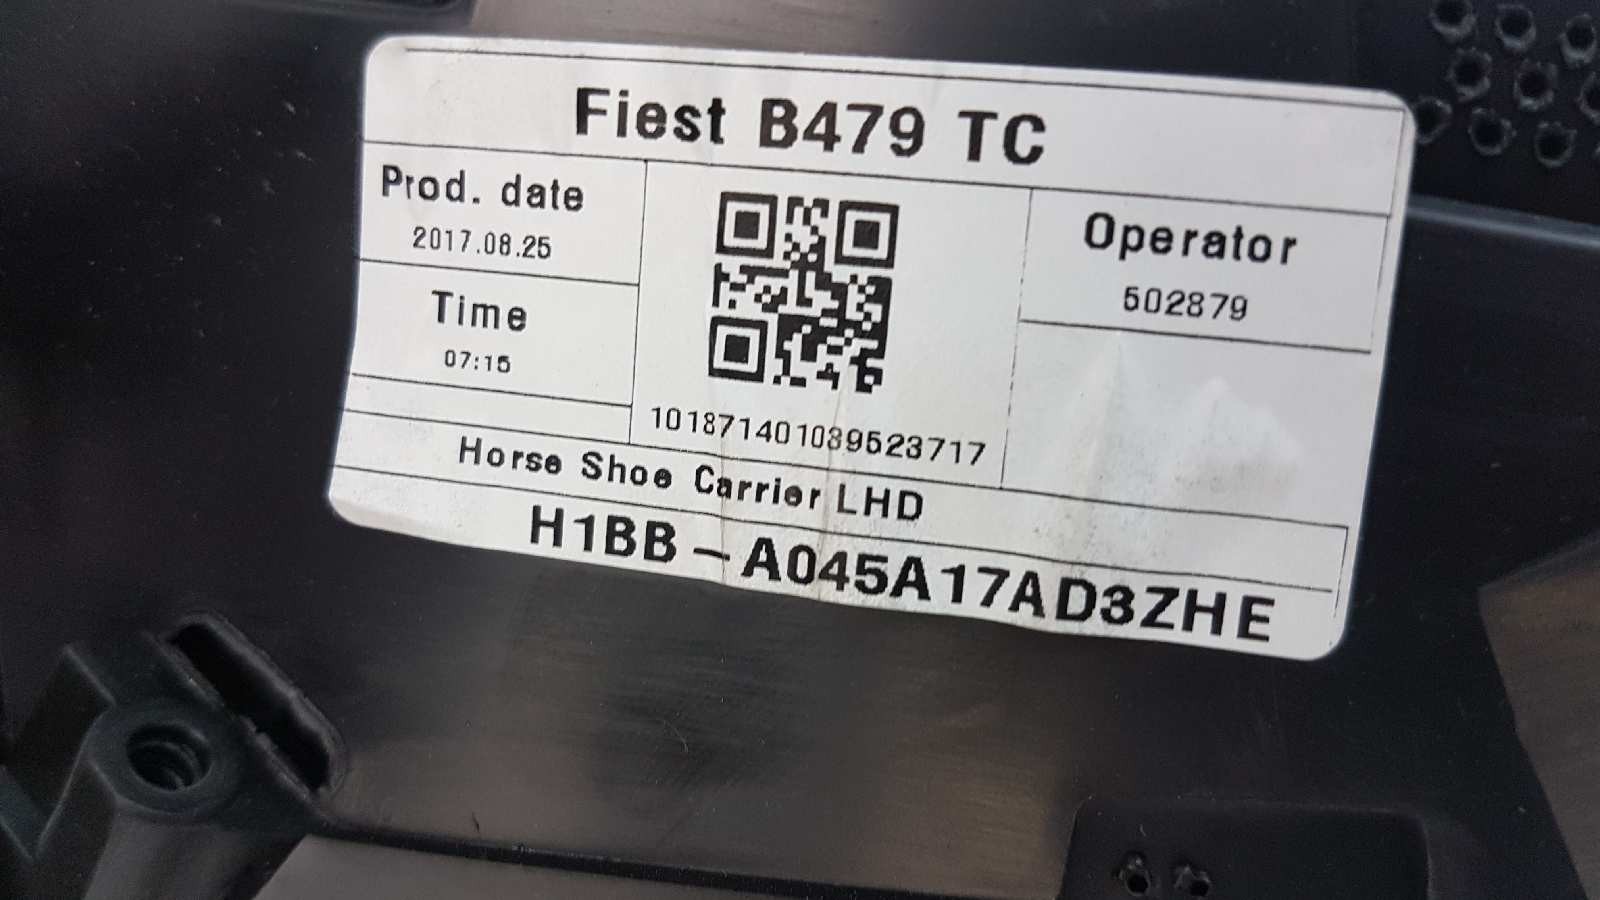 Fiest B479 TC
Prod. date
2017.08.25
Time
07:15
101871401089523717
Operator
502879
Horse Shoe Carrier LHD
H1BB-A045A17AD3ZHE